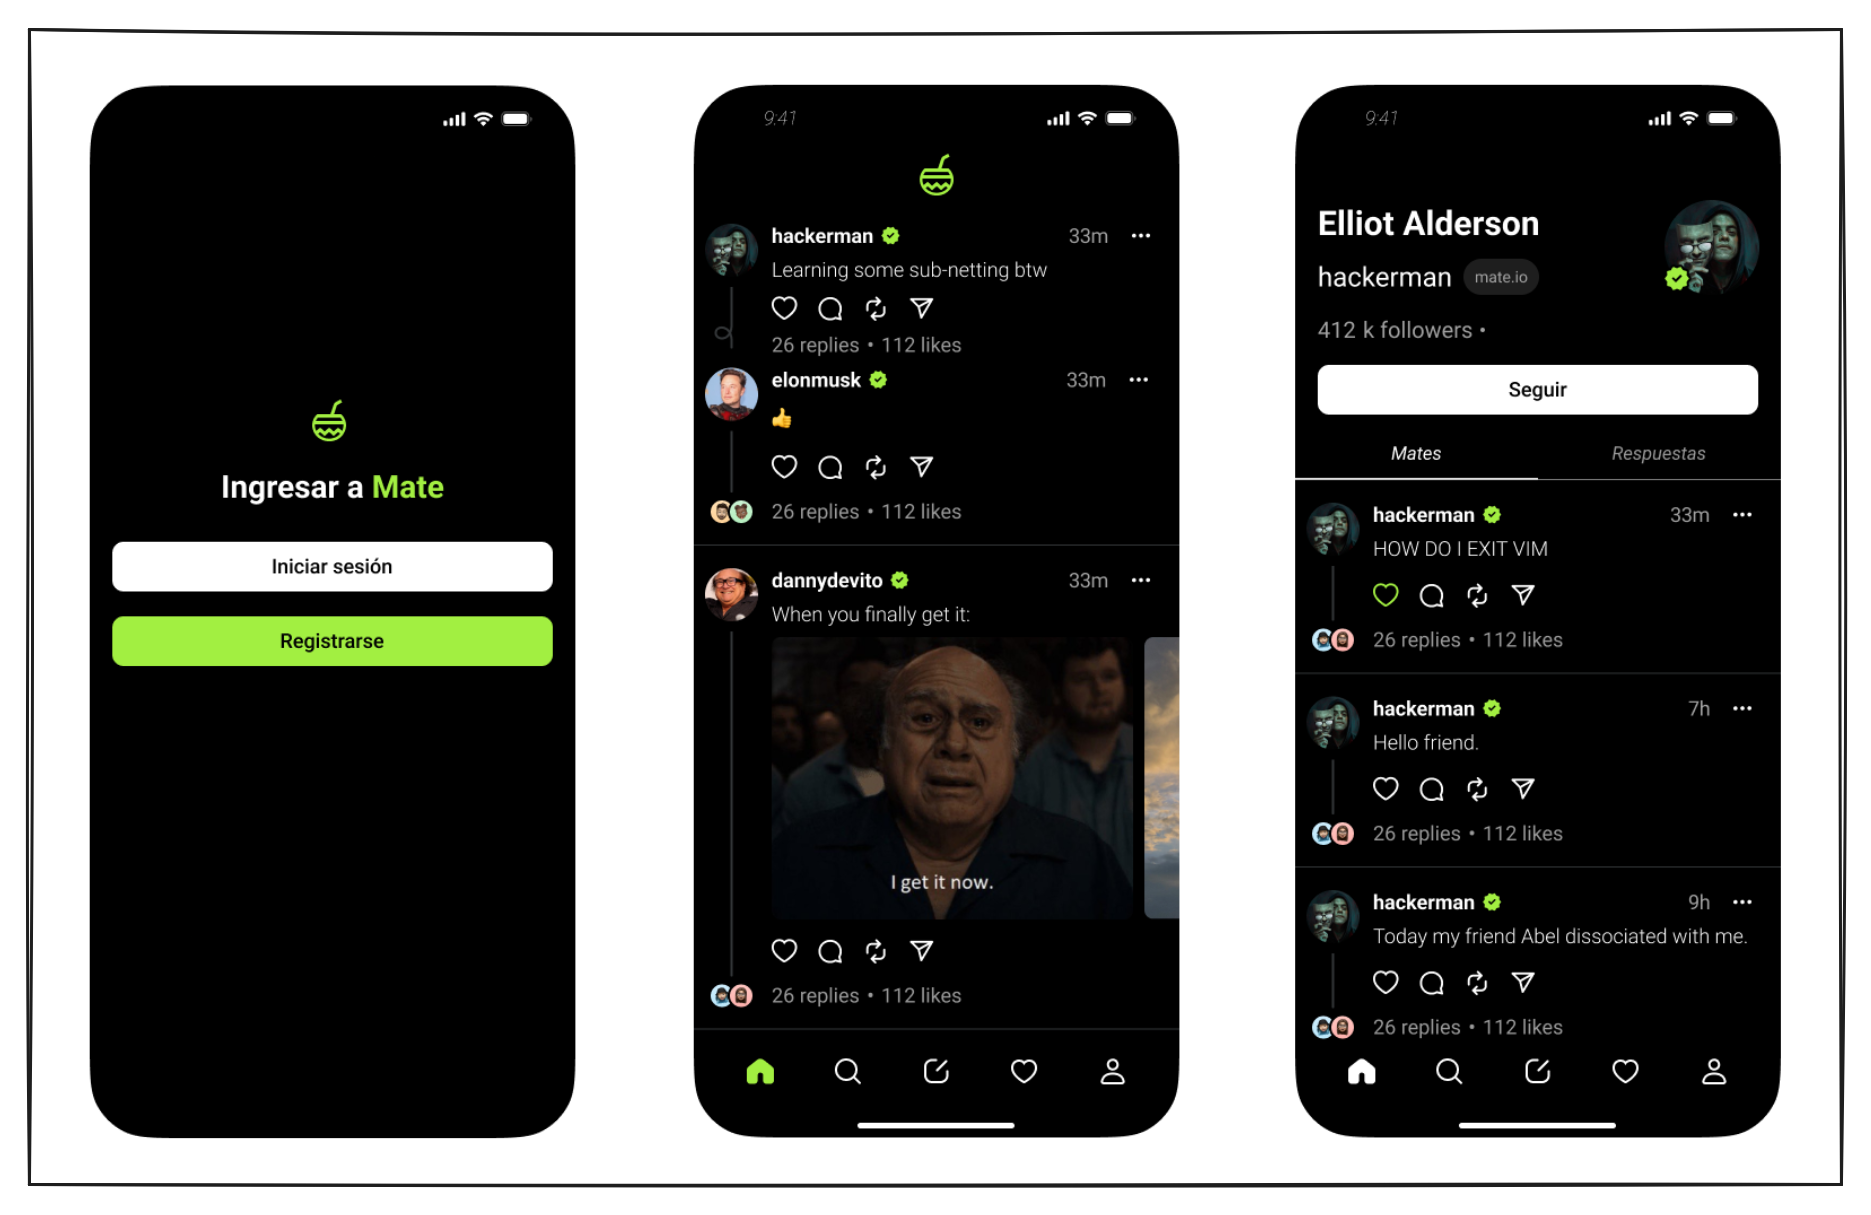 Ingresar a Mate
Iniciar sesión
Registrarse
9:41
hackerman 33m
Learning some sub-netting btw
26 replies • 112 likes
elonmusk 33m
👍
26 replies • 112 likes
dannydevito 33m
When you finally get it:
I get it now.
26 replies • 112 likes
9:41
Elliot Alderson
hackerman mate.io
412 k followers •
Seguir
Mates Respuestas
hackerman 33m
HOW DO I EXIT VIM
26 replies • 112 likes
hackerman 7h
Hello friend.
26 replies • 112 likes
hackerman 9h
Today my friend Abel dissociated with me.
26 replies • 112 likes